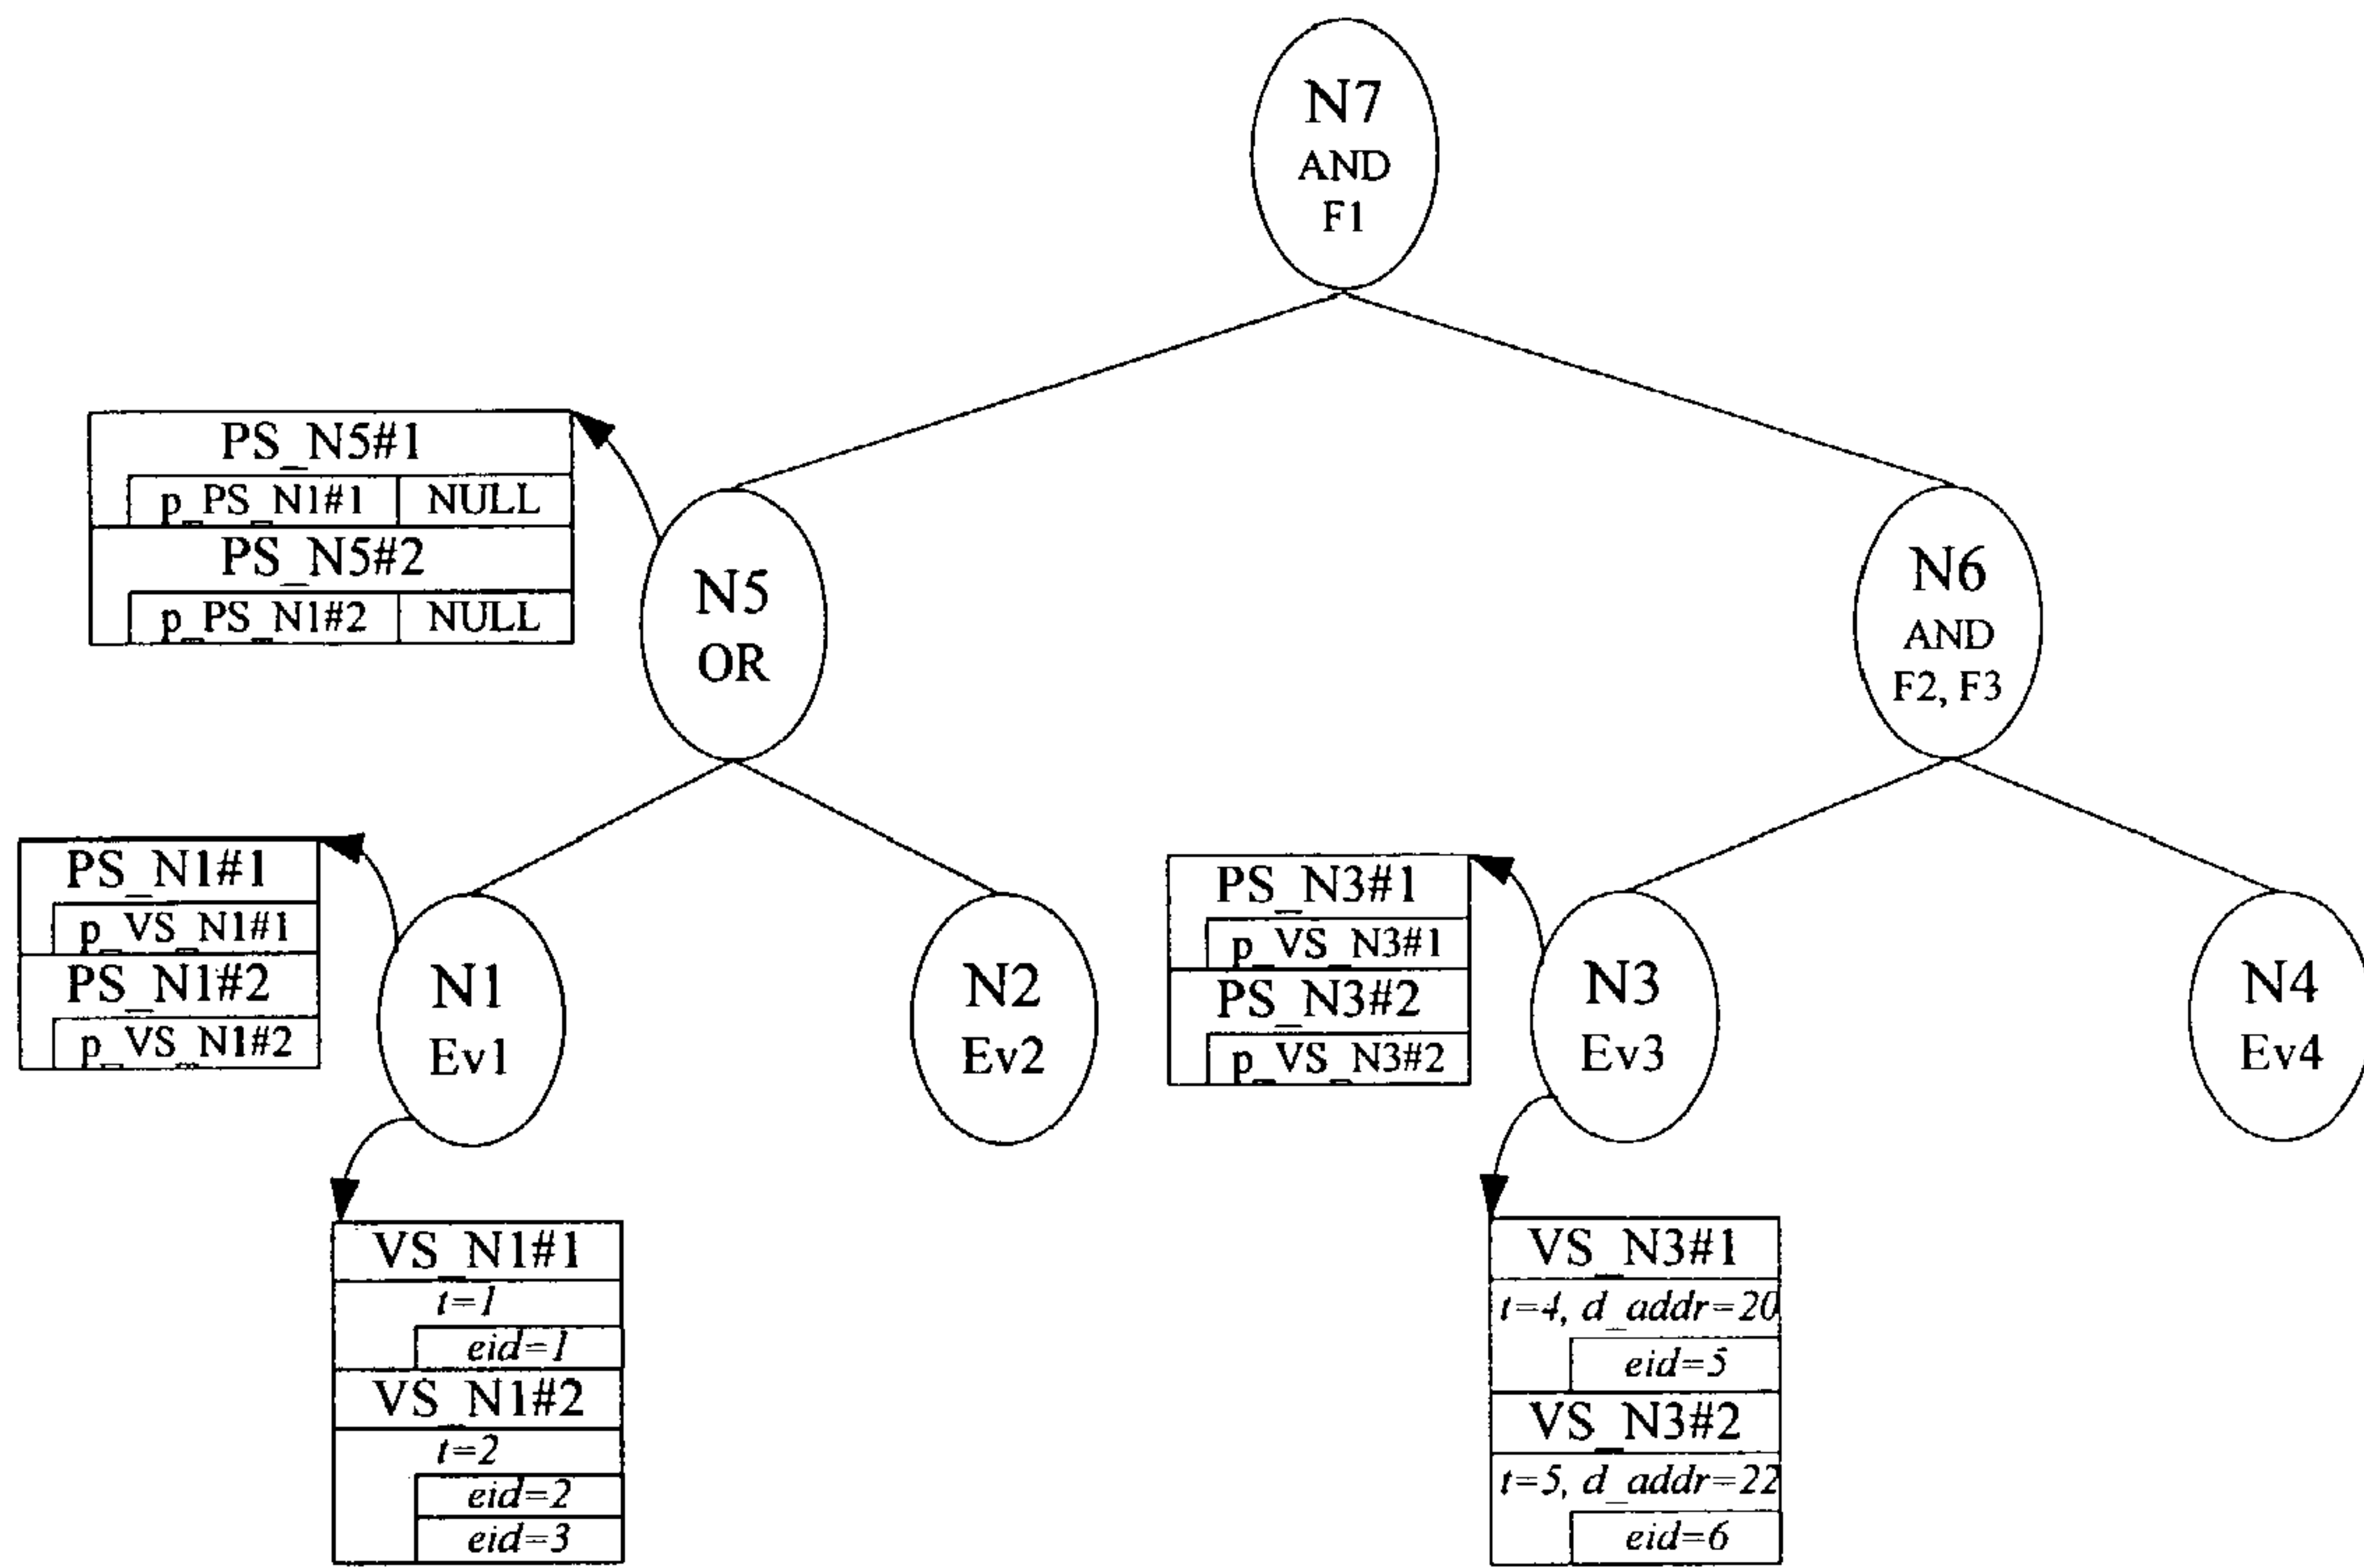 N7
AND
F1
PS_N5#1
p_PS_N1#1 NULL
PS_N5#2
p_PS_N1#2 NULL
N5
OR
N6
AND
F2, F3
PS_N1#1
p_VS_N1#1
PS_N1#2
p_VS_N1#2
N1
Ev1
N2
Ev2
PS_N3#1
p_VS_N3#1
PS_N3#2
p_VS_N3#2
N3
Ev3
N4
Ev4
VS_N1#1
t=1
eid=1
VS_N1#2
t=2
eid=2
eid=3
VS_N3#1
t=4, d_addr=20
eid=5
VS_N3#2
t=5, d_addr=22
eid=6